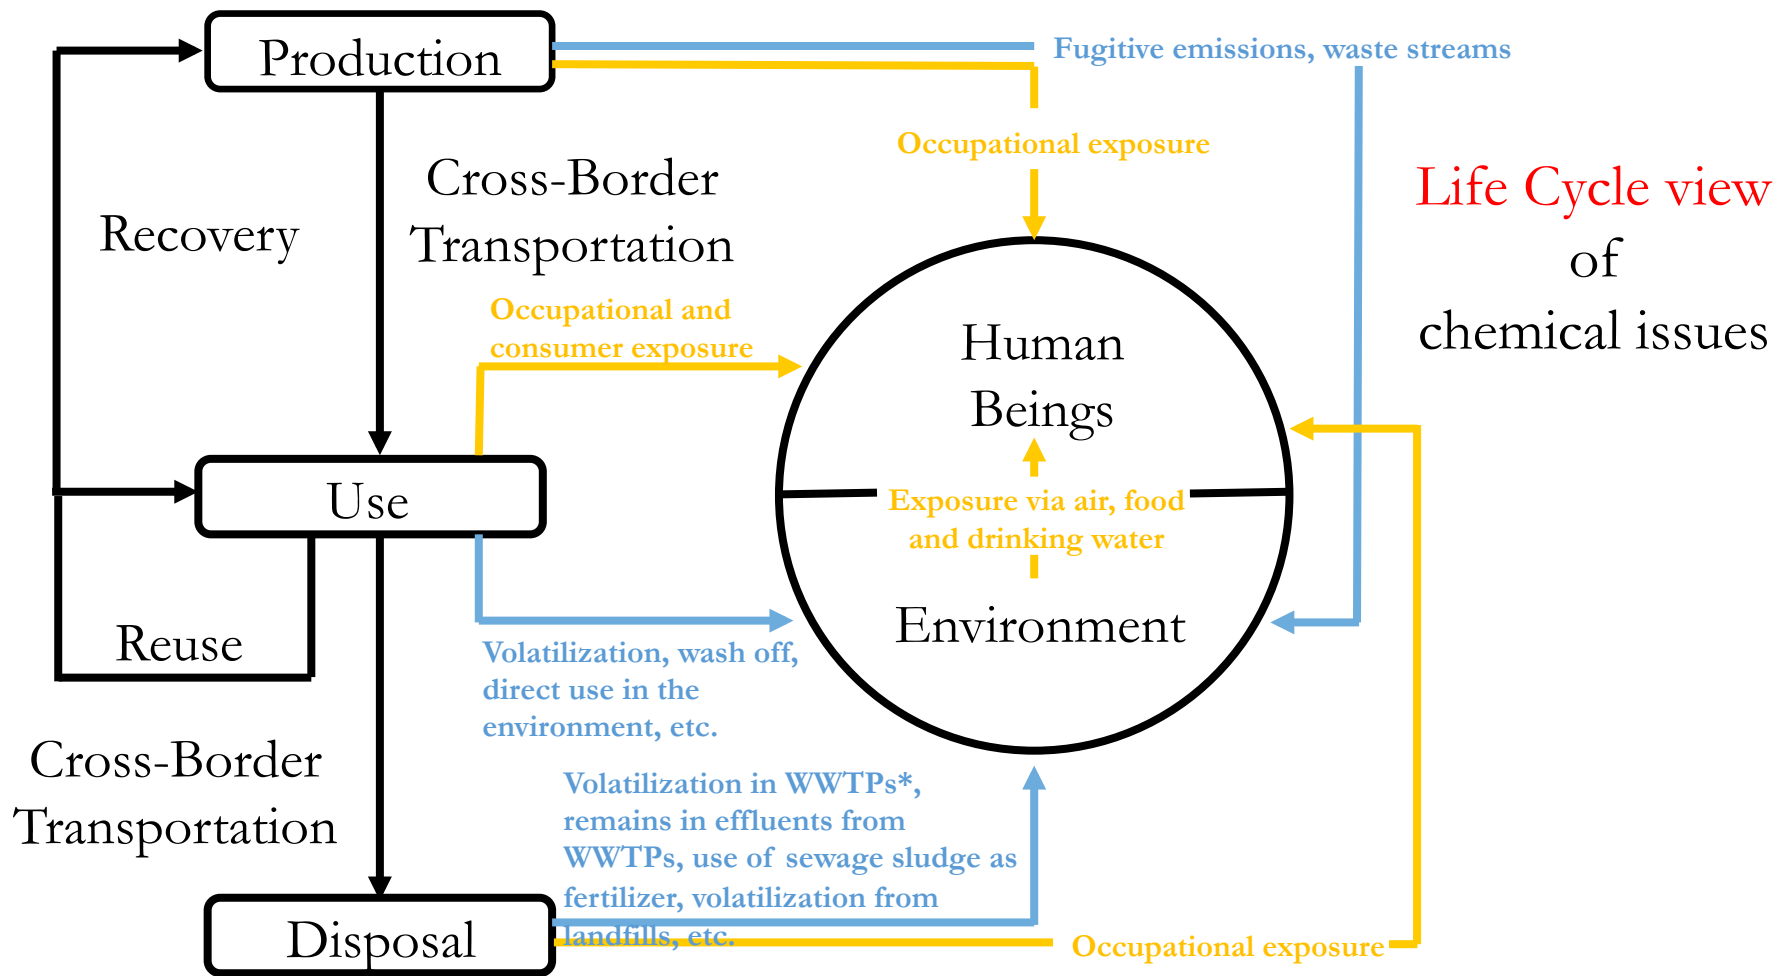 Production
Fugitive emissions, waste streams
Occupational exposure
Cross-Border
Transportation
Recovery
Life Cycle view
of
chemical issues
Occupational and
consumer exposure
Human
Beings
Use
Exposure via air, food
and drinking water
Environment
Reuse
Volatilization, wash off,
direct use in the
environment, etc.
Cross-Border
Transportation
Volatilization in WWTPs*,
remains in effluents from
WWTPs, use of sewage sludge as
fertilizer, volatilization from
landfills, etc.
Disposal
Occupational exposure